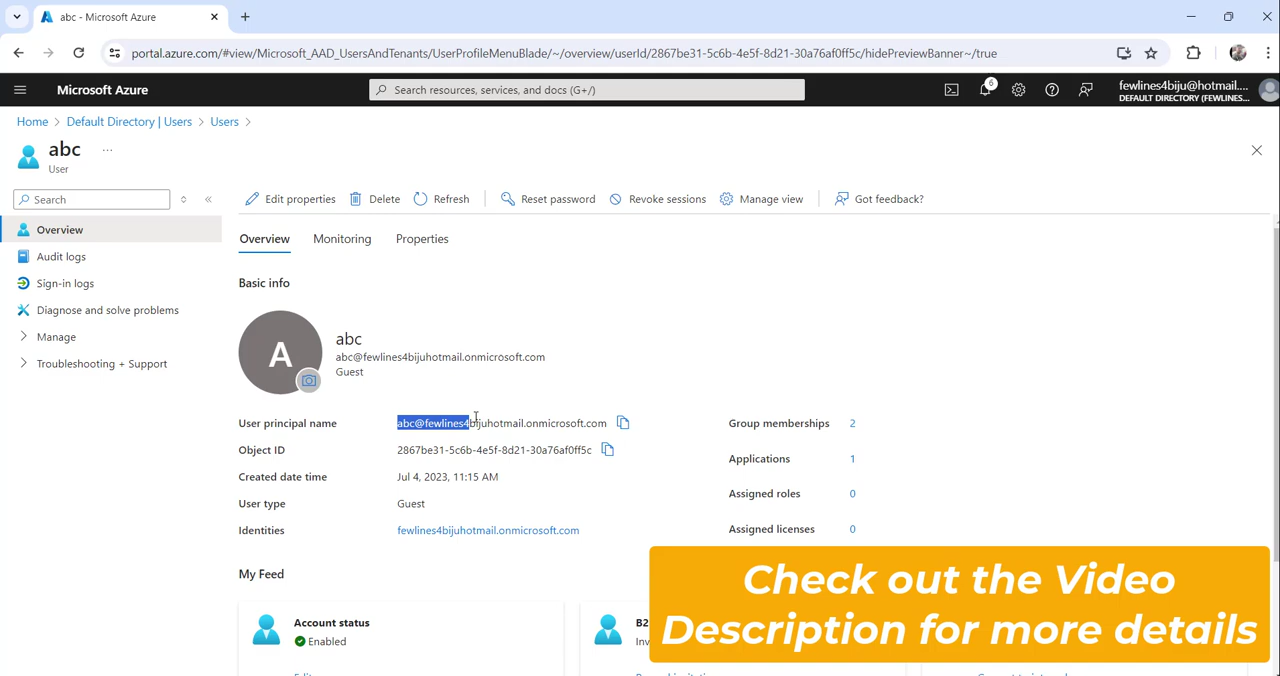 abc - Microsoft Azure
portal.azure.com/#view/Microsoft_AAD_UsersAndTenants/UserProfileMenuBlade/~/overview/userId/2867be31-5c6b-4e5f-8d21-30a76af0ff5c/hidePreviewBanner~/true
Microsoft Azure
Search resources, services, and docs (G+/)
6
fewlines4biju@hotmail....
DEFAULT DIRECTORY (FEWLINES...
Home > Default Directory | Users > Users >
abc ...
User
Search
Edit properties Delete Refresh Reset password Revoke sessions Manage view Got feedback?
Overview
Audit logs
Sign-in logs
Diagnose and solve problems
Manage
Troubleshooting + Support
Overview Monitoring Properties
Basic info
A
abc
abc@fewlines4bijuhotmail.onmicrosoft.com
Guest
User principal name abc@fewlines4bijuhotmail.onmicrosoft.com
Object ID 2867be31-5c6b-4e5f-8d21-30a76af0ff5c
Created date time Jul 4, 2023, 11:15 AM
User type Guest
Identities fewlines4bijuhotmail.onmicrosoft.com
Group memberships 2
Applications 1
Assigned roles 0
Assigned licenses 0
My Feed
Account status
Enabled
B2
Check out the Video
Description for more details